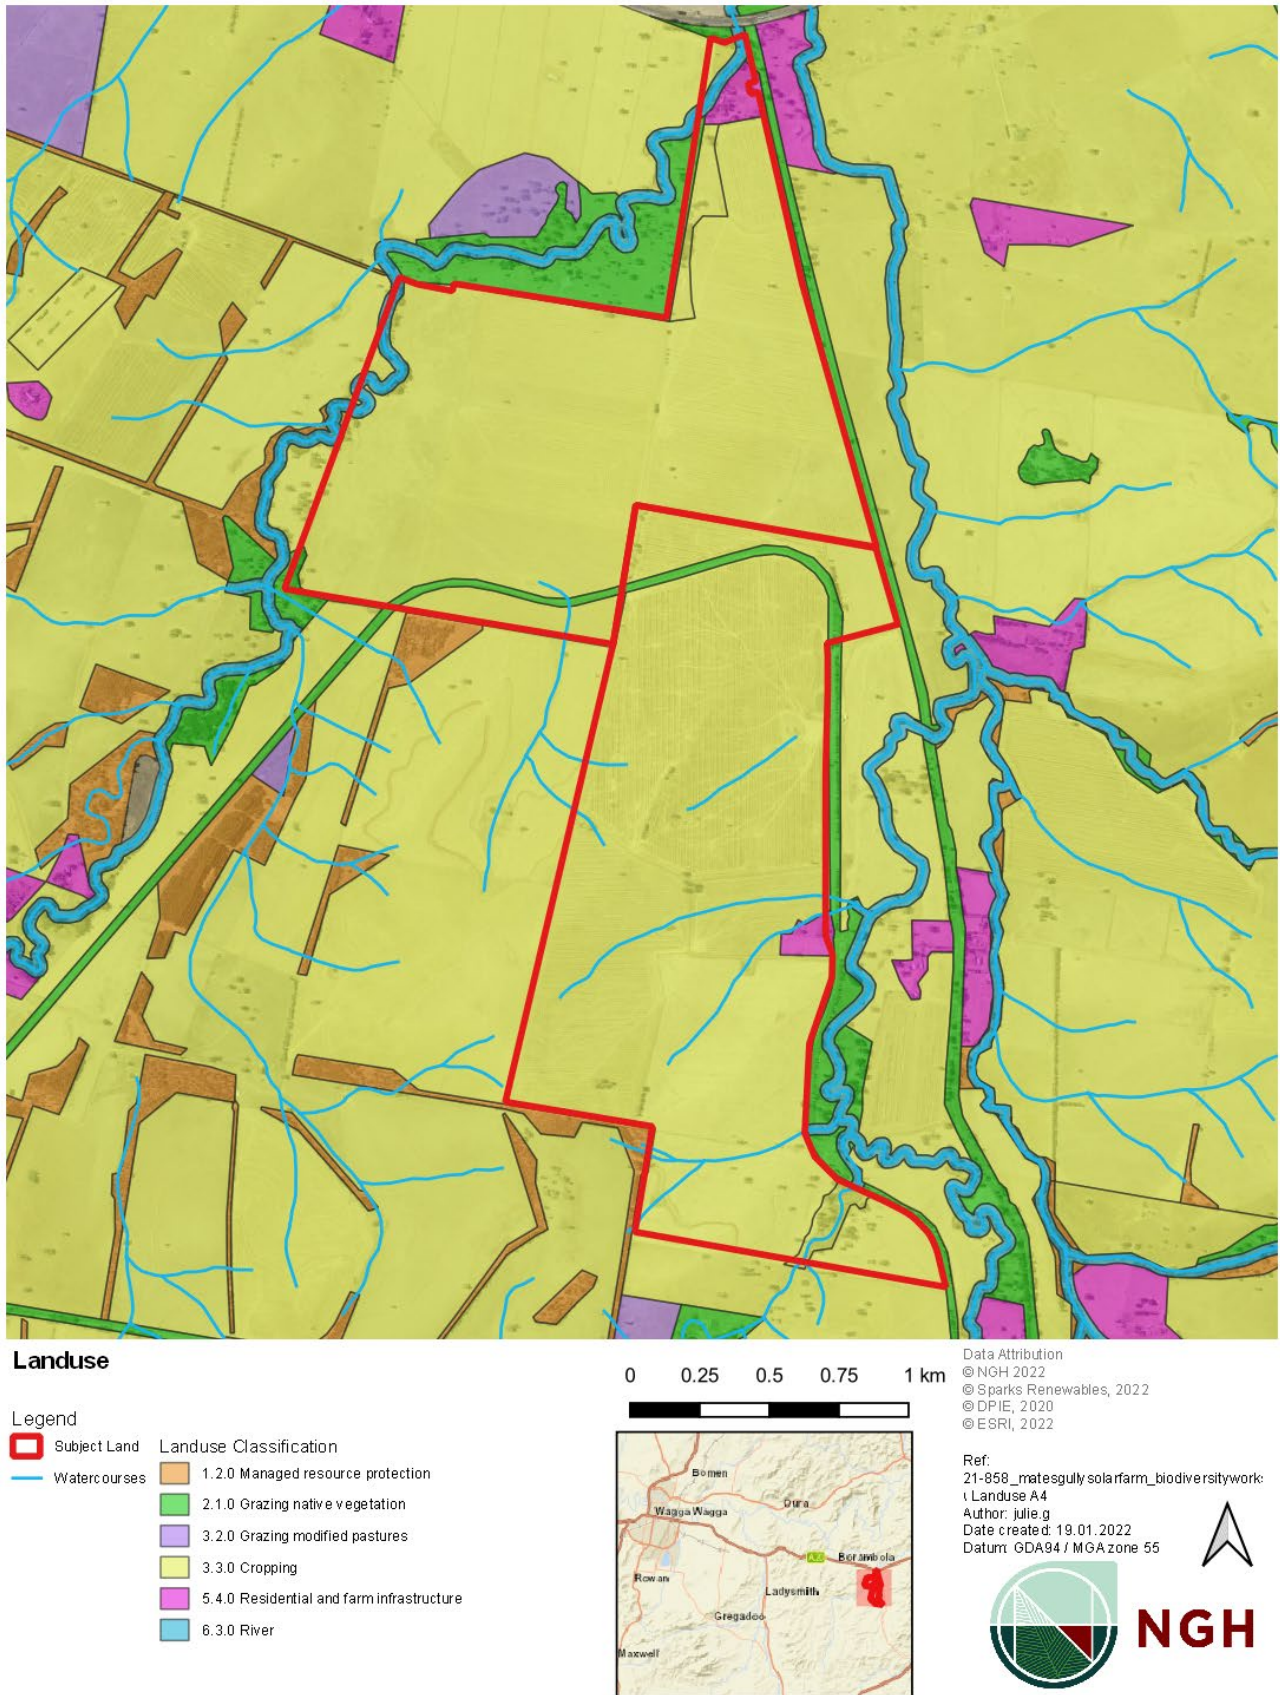 Landuse
Legend
Subject Land
Watercourses
Landuse Classification
1.2.0 Managed resource protection
2.1.0 Grazing native vegetation
3.2.0 Grazing modified pastures
3.3.0 Cropping
5.4.0 Residential and farm infrastructure
6.3.0 River
0 0.25 0.5 0.75 1 km
Bomen
Wagga Wagga
Oura
A20
Borambola
Rowan
Ladysmith
Gregadoo
Maxwell
Data Attribution
© NGH 2022
© Sparks Renewables, 2022
© DPIE, 2020
© ESRI, 2022
Ref:
21-858_matesgullysolarfarm_biodiversityworks
Landuse A4
Author: julie.g
Date created: 19.01.2022
Datum: GDA94 / MGA zone 55
NGH